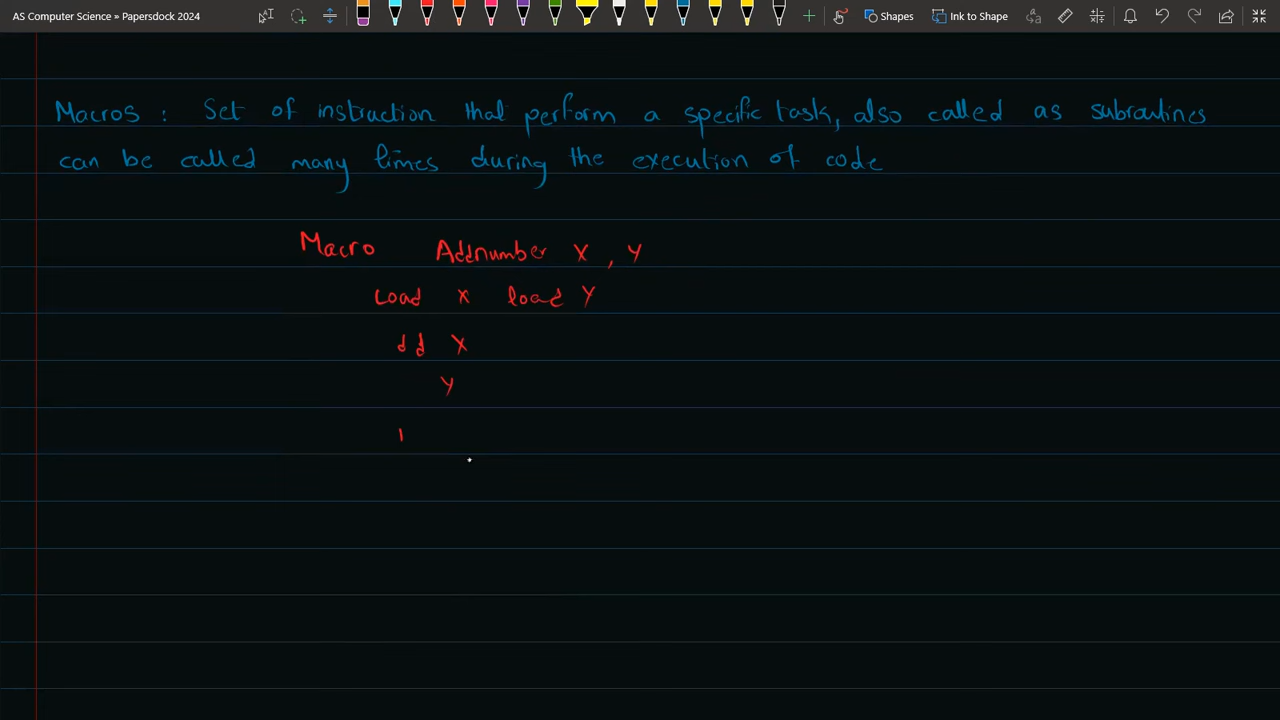 AS Computer Science » Papersdock 2024
Shapes
Ink to Shape
Macros : Set of instruction that perform a specific task, also called as subroutines
can be called many times during the execution of code
Macro Addnumber X , Y
Load X load Y
dd X
Y